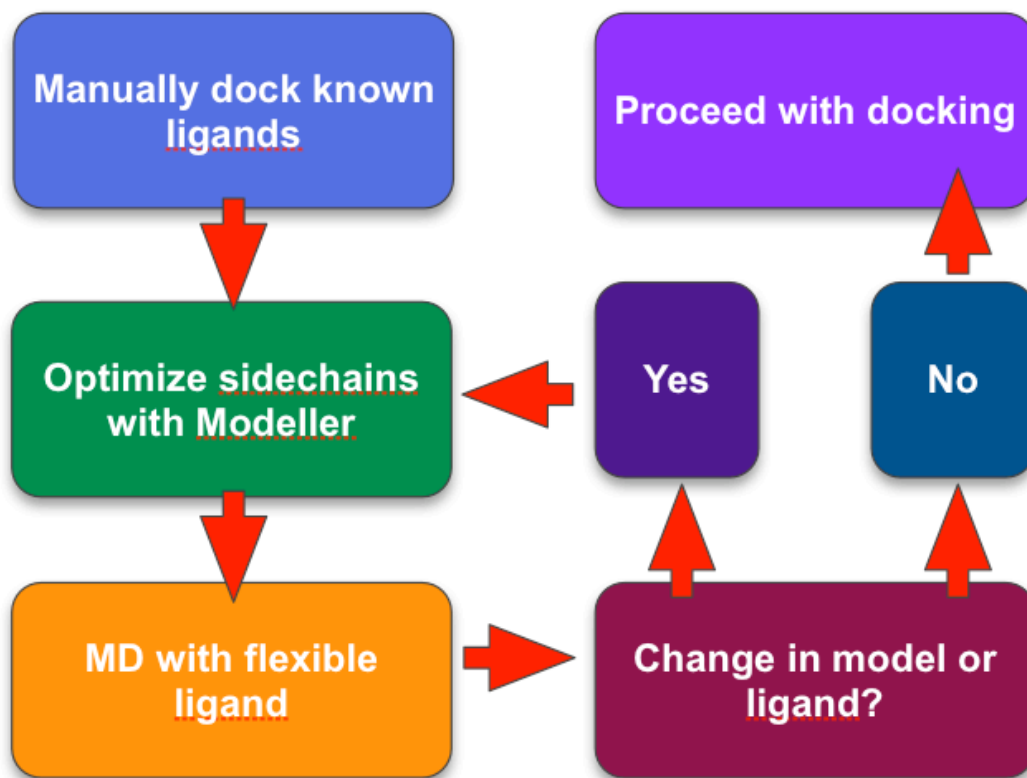 Manually dock known
ligands
Proceed with docking
Optimize sidechains
with Modeller
Yes
No
MD with flexible
ligand
Change in model or
ligand?